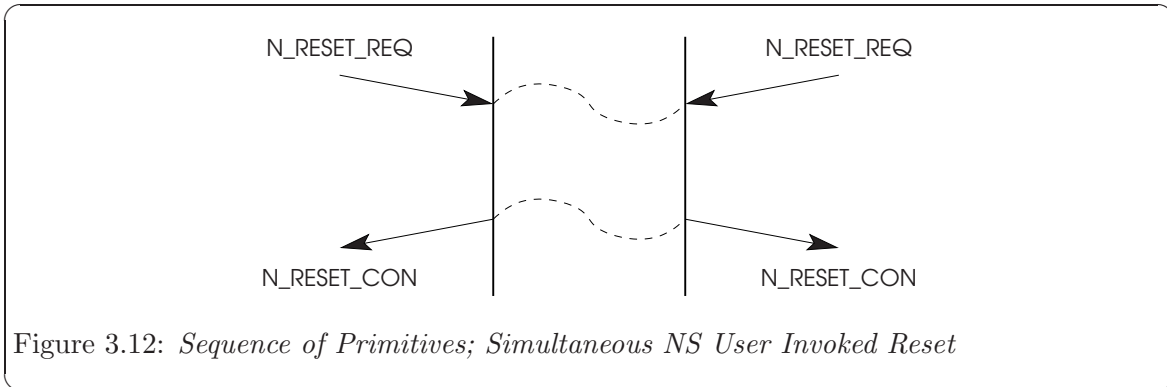 N_RESET_REQ N_RESET_REQ
N_RESET_CON N_RESET_CON
Figure 3.12: Sequence of Primitives; Simultaneous NS User Invoked Reset